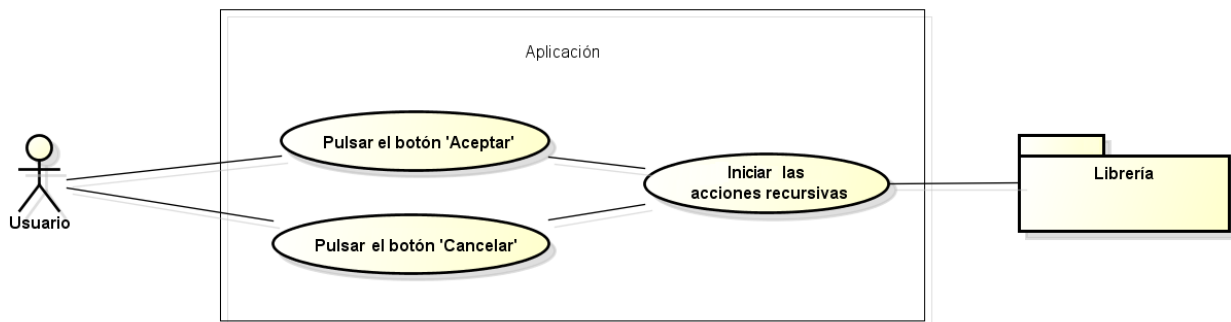 Aplicación
Pulsar el botón 'Aceptar'
Usuario
Iniciar las
acciones recursivas
Librería
Pulsar el botón 'Cancelar'